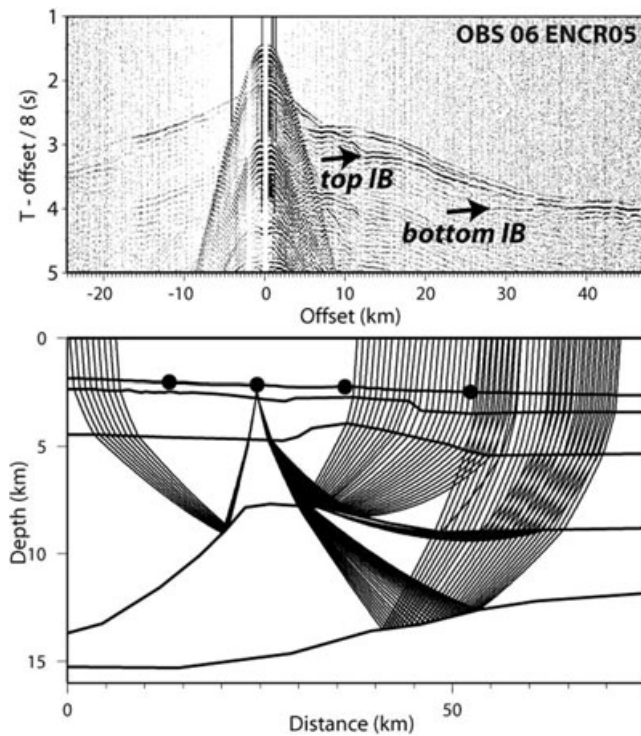 OBS 06 ENCR05
1
2
3
4
5
T - offset / 8 (s)
top IB
bottom IB
-20 -10 0 10 20 30 40
Offset (km)
0
5
10
15
Depth (km)
0 50
Distance (km)